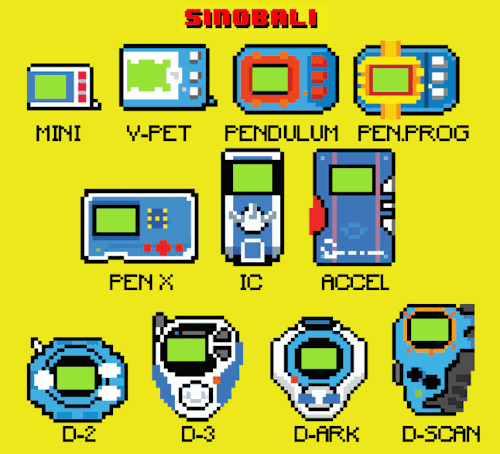 SINOBALI
MINI V-PET PENDULUM PEN.PROG
PEN X IC ACCEL
D-2 D-3 D-ARK D-SCAN